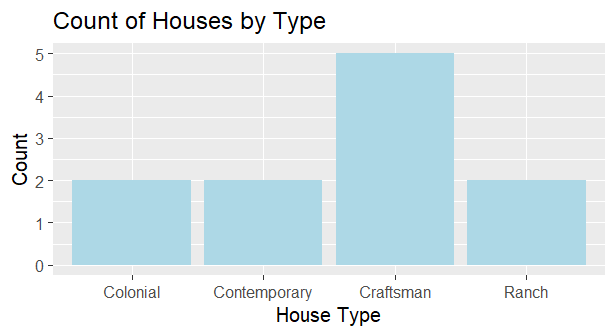 Count of Houses by Type
Count
5
4
3
2
1
0
Colonial Contemporary Craftsman Ranch
House Type